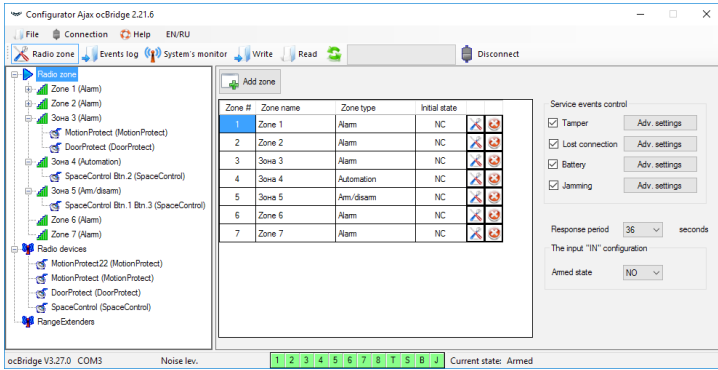 Configurator Ajax ocBridge 2.21.6
File Connection Help EN/RU
Radio zone Events log System's monitor Write Read Disconnect
Radio zone
Zone 1 (Alarm)
Zone 2 (Alarm)
Зона 3 (Alarm)
MotionProtect (MotionProtect)
DoorProtect (DoorProtect)
Зона 4 (Automation)
SpaceControl Btn.2 (SpaceControl)
Зона 5 (Arm/disarm)
SpaceControl Btn.1 Btn.3 (SpaceControl)
Zone 6 (Alarm)
Zone 7 (Alarm)
Radio devices
MotionProtect22 (MotionProtect)
MotionProtect (MotionProtect)
DoorProtect (DoorProtect)
SpaceControl (SpaceControl)
RangeExtenders
Add zone
Zone # Zone name Zone type Initial state
1 Zone 1 Alarm NC
2 Zone 2 Alarm NC
3 Зона 3 Alarm NC
4 Зона 4 Automation NC
5 Зона 5 Arm/disarm NC
6 Zone 6 Alarm NC
7 Zone 7 Alarm NC
Service events control
Tamper Adv. settings
Lost connection Adv. settings
Battery Adv. settings
Jamming Adv. settings
Response period 36 seconds
The input "IN" configuration
Armed state NO
ocBridge V3.27.0 COM3 Noise lev. 1 2 3 4 5 6 7 8 T S B J Current state: Armed